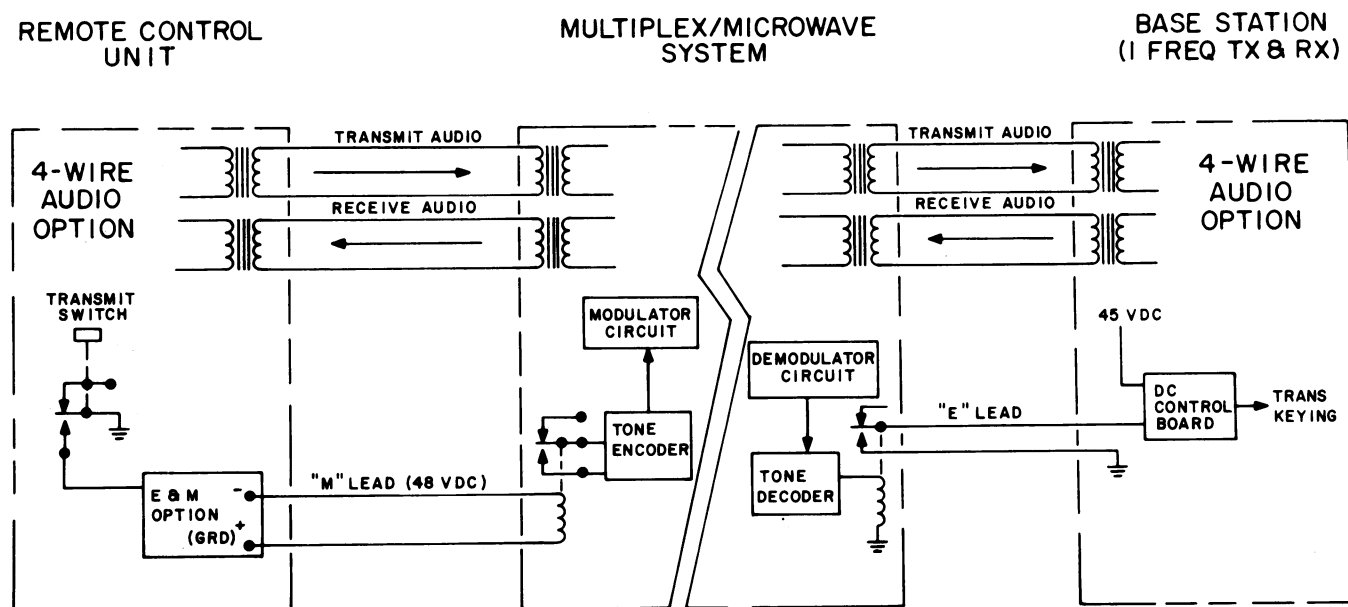 REMOTE CONTROL
UNIT
MULTIPLEX/MICROWAVE
SYSTEM
BASE STATION
(1 FREQ TX & RX)
4-WIRE
AUDIO
OPTION
TRANSMIT AUDIO
RECEIVE AUDIO
TRANSMIT AUDIO
RECEIVE AUDIO
4-WIRE
AUDIO
OPTION
TRANSMIT
SWITCH
MODULATOR
CIRCUIT
DEMODULATOR
CIRCUIT
45 VDC
"E" LEAD
DC
CONTROL
BOARD
TRANS
KEYING
TONE
ENCODER
TONE
DECODER
E & M
OPTION
(GRD)
-
+
"M" LEAD (48 VDC)